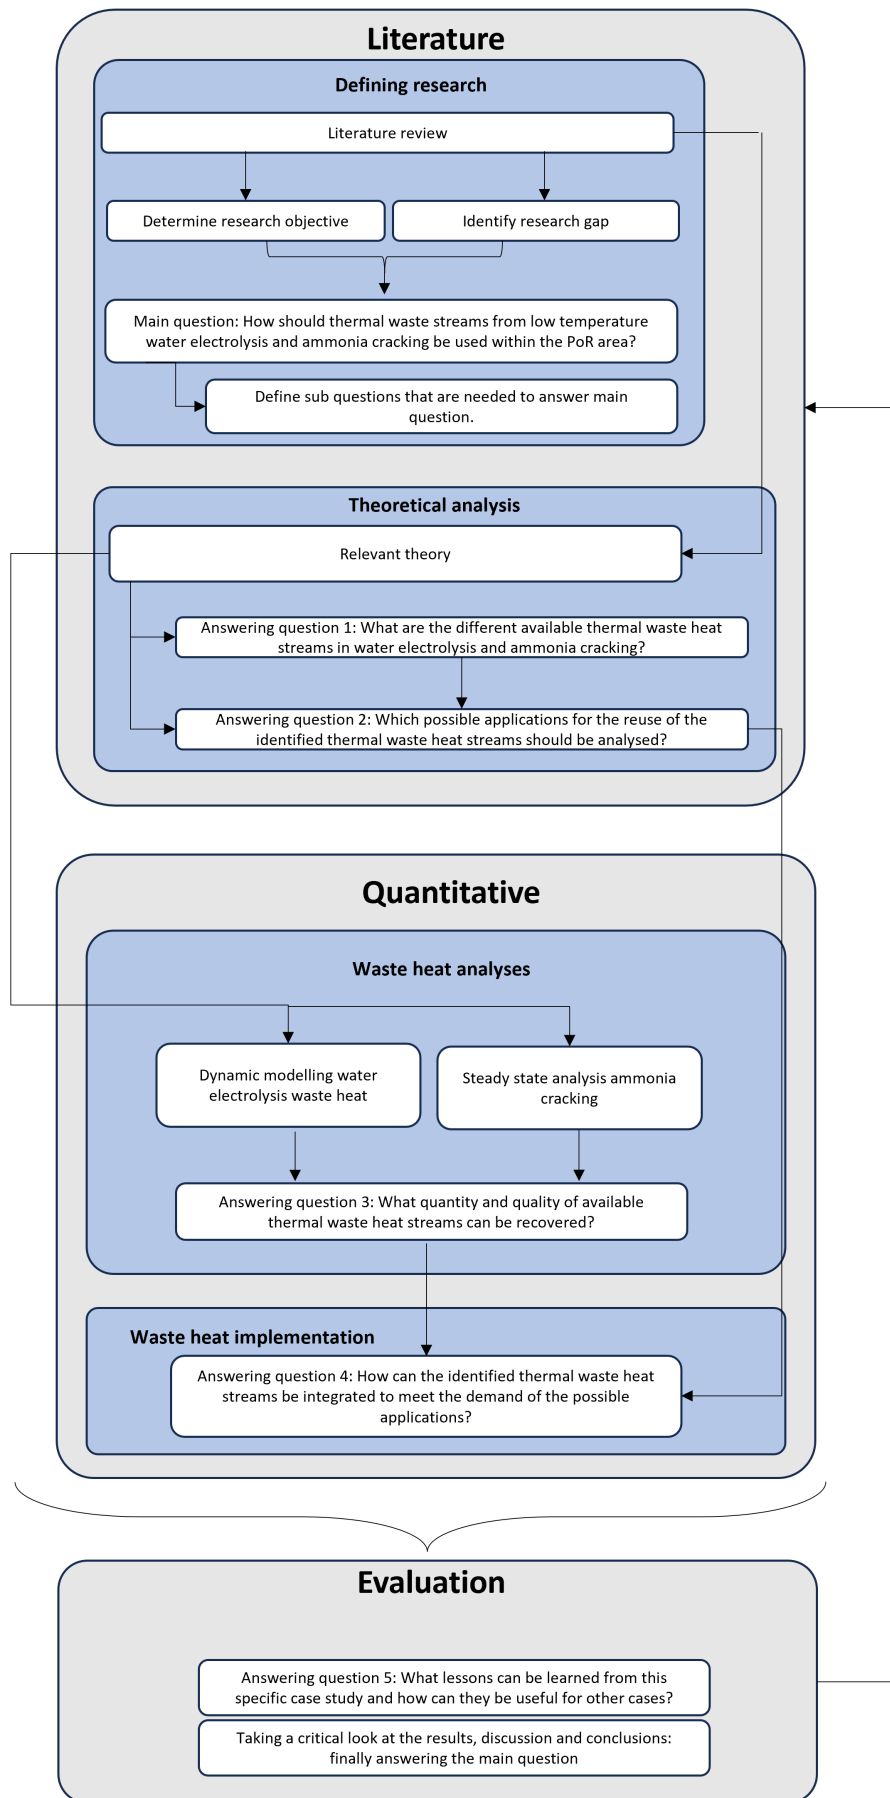 Literature
Defining research
Literature review
Determine research objective
Identify research gap
Main question: How should thermal waste streams from low temperature
water electrolysis and ammonia cracking be used within the PoR area?
Define sub questions that are needed to answer main
question.
Theoretical analysis
Relevant theory
Answering question 1: What are the different available thermal waste heat
streams in water electrolysis and ammonia cracking?
Answering question 2: Which possible applications for the reuse of the
identified thermal waste heat streams should be analysed?
Quantitative
Waste heat analyses
Dynamic modelling water
electrolysis waste heat
Steady state analysis ammonia
cracking
Answering question 3: What quantity and quality of available
thermal waste heat streams can be recovered?
Waste heat implementation
Answering question 4: How can the identified thermal waste heat
streams be integrated to meet the demand of the possible
applications?
Evaluation
Answering question 5: What lessons can be learned from this
specific case study and how can they be useful for other cases?
Taking a critical look at the results, discussion and conclusions:
finally answering the main question